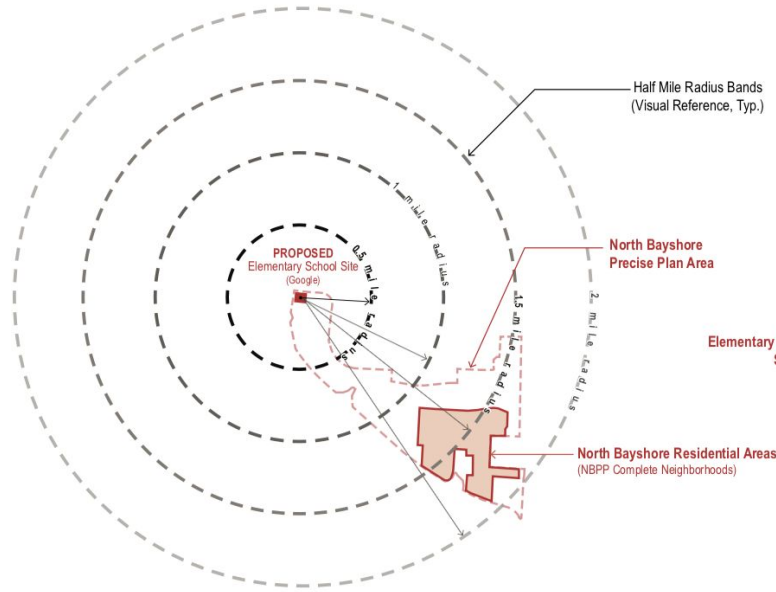 Half Mile Radius Bands
(Visual Reference, Typ.)
1 mile radius
PROPOSED
Elementary School Site
(Google)
0.5 mile radius
North Bayshore
Precise Plan Area
1.5 mile radius
2 mile radius
Elementary
S
North Bayshore Residential Areas
(NBPP Complete Neighborhoods)